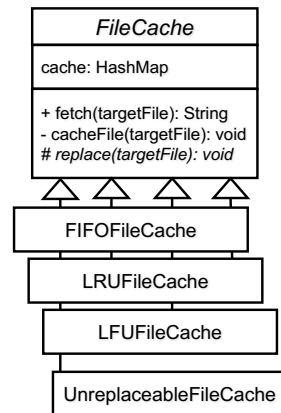 FileCache
cache: HashMap
+ fetch(targetFile): String
- cacheFile(targetFile): void
# replace(targetFile): void
FIFOFileCache
LRUFileCache
LFUFileCache
UnreplaceableFileCache